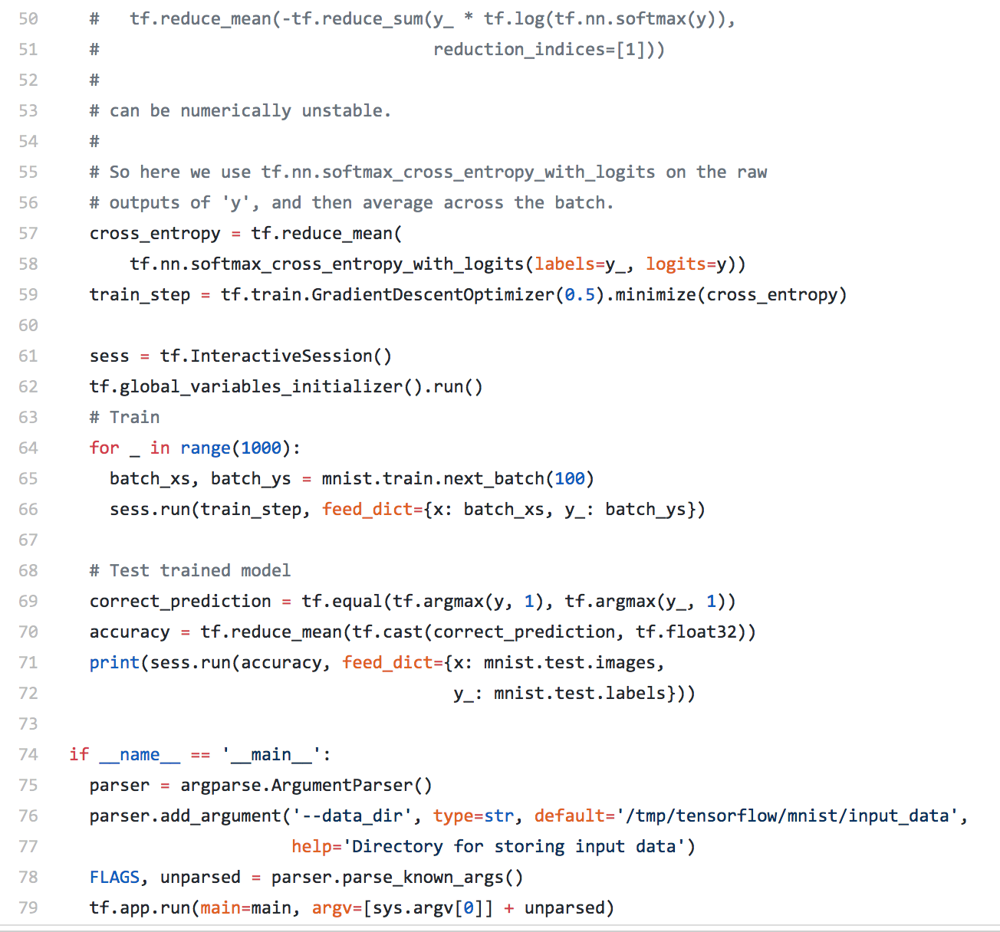 50 # tf.reduce_mean(-tf.reduce_sum(y_ * tf.log(tf.nn.softmax(y)),
51 # reduction_indices=[1]))
52 #
53 # can be numerically unstable.
54 #
55 # So here we use tf.nn.softmax_cross_entropy_with_logits on the raw
56 # outputs of 'y', and then average across the batch.
57 cross_entropy = tf.reduce_mean(
58 tf.nn.softmax_cross_entropy_with_logits(labels=y_, logits=y))
59 train_step = tf.train.GradientDescentOptimizer(0.5).minimize(cross_entropy)
60
61 sess = tf.InteractiveSession()
62 tf.global_variables_initializer().run()
63 # Train
64 for _ in range(1000):
65 batch_xs, batch_ys = mnist.train.next_batch(100)
66 sess.run(train_step, feed_dict={x: batch_xs, y_: batch_ys})
67
68 # Test trained model
69 correct_prediction = tf.equal(tf.argmax(y, 1), tf.argmax(y_, 1))
70 accuracy = tf.reduce_mean(tf.cast(correct_prediction, tf.float32))
71 print(sess.run(accuracy, feed_dict={x: mnist.test.images,
72 y_: mnist.test.labels}))
73
74 if __name__ == '__main__':
75 parser = argparse.ArgumentParser()
76 parser.add_argument('--data_dir', type=str, default='/tmp/tensorflow/mnist/input_data',
77 help='Directory for storing input data')
78 FLAGS, unparsed = parser.parse_known_args()
79 tf.app.run(main=main, argv=[sys.argv[0]] + unparsed)